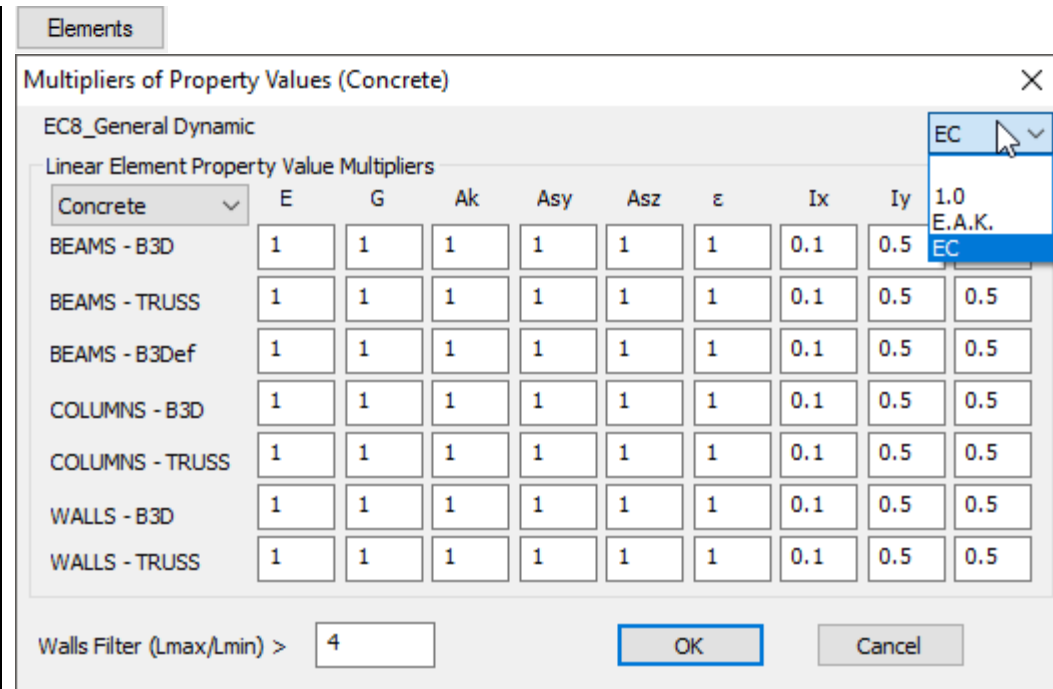 Elements
Multipliers of Property Values (Concrete)
EC8_General Dynamic
EC
1.0
E.A.K.
EC
Linear Element Property Value Multipliers
Concrete E G Ak Asy Asz ε Ix Iy
BEAMS - B3D 1 1 1 1 1 1 0.1 0.5
BEAMS - TRUSS 1 1 1 1 1 1 0.1 0.5 0.5
BEAMS - B3Def 1 1 1 1 1 1 0.1 0.5 0.5
COLUMNS - B3D 1 1 1 1 1 1 0.1 0.5 0.5
COLUMNS - TRUSS 1 1 1 1 1 1 0.1 0.5 0.5
WALLS - B3D 1 1 1 1 1 1 0.1 0.5 0.5
WALLS - TRUSS 1 1 1 1 1 1 0.1 0.5 0.5
Walls Filter (Lmax/Lmin) > 4 OK Cancel